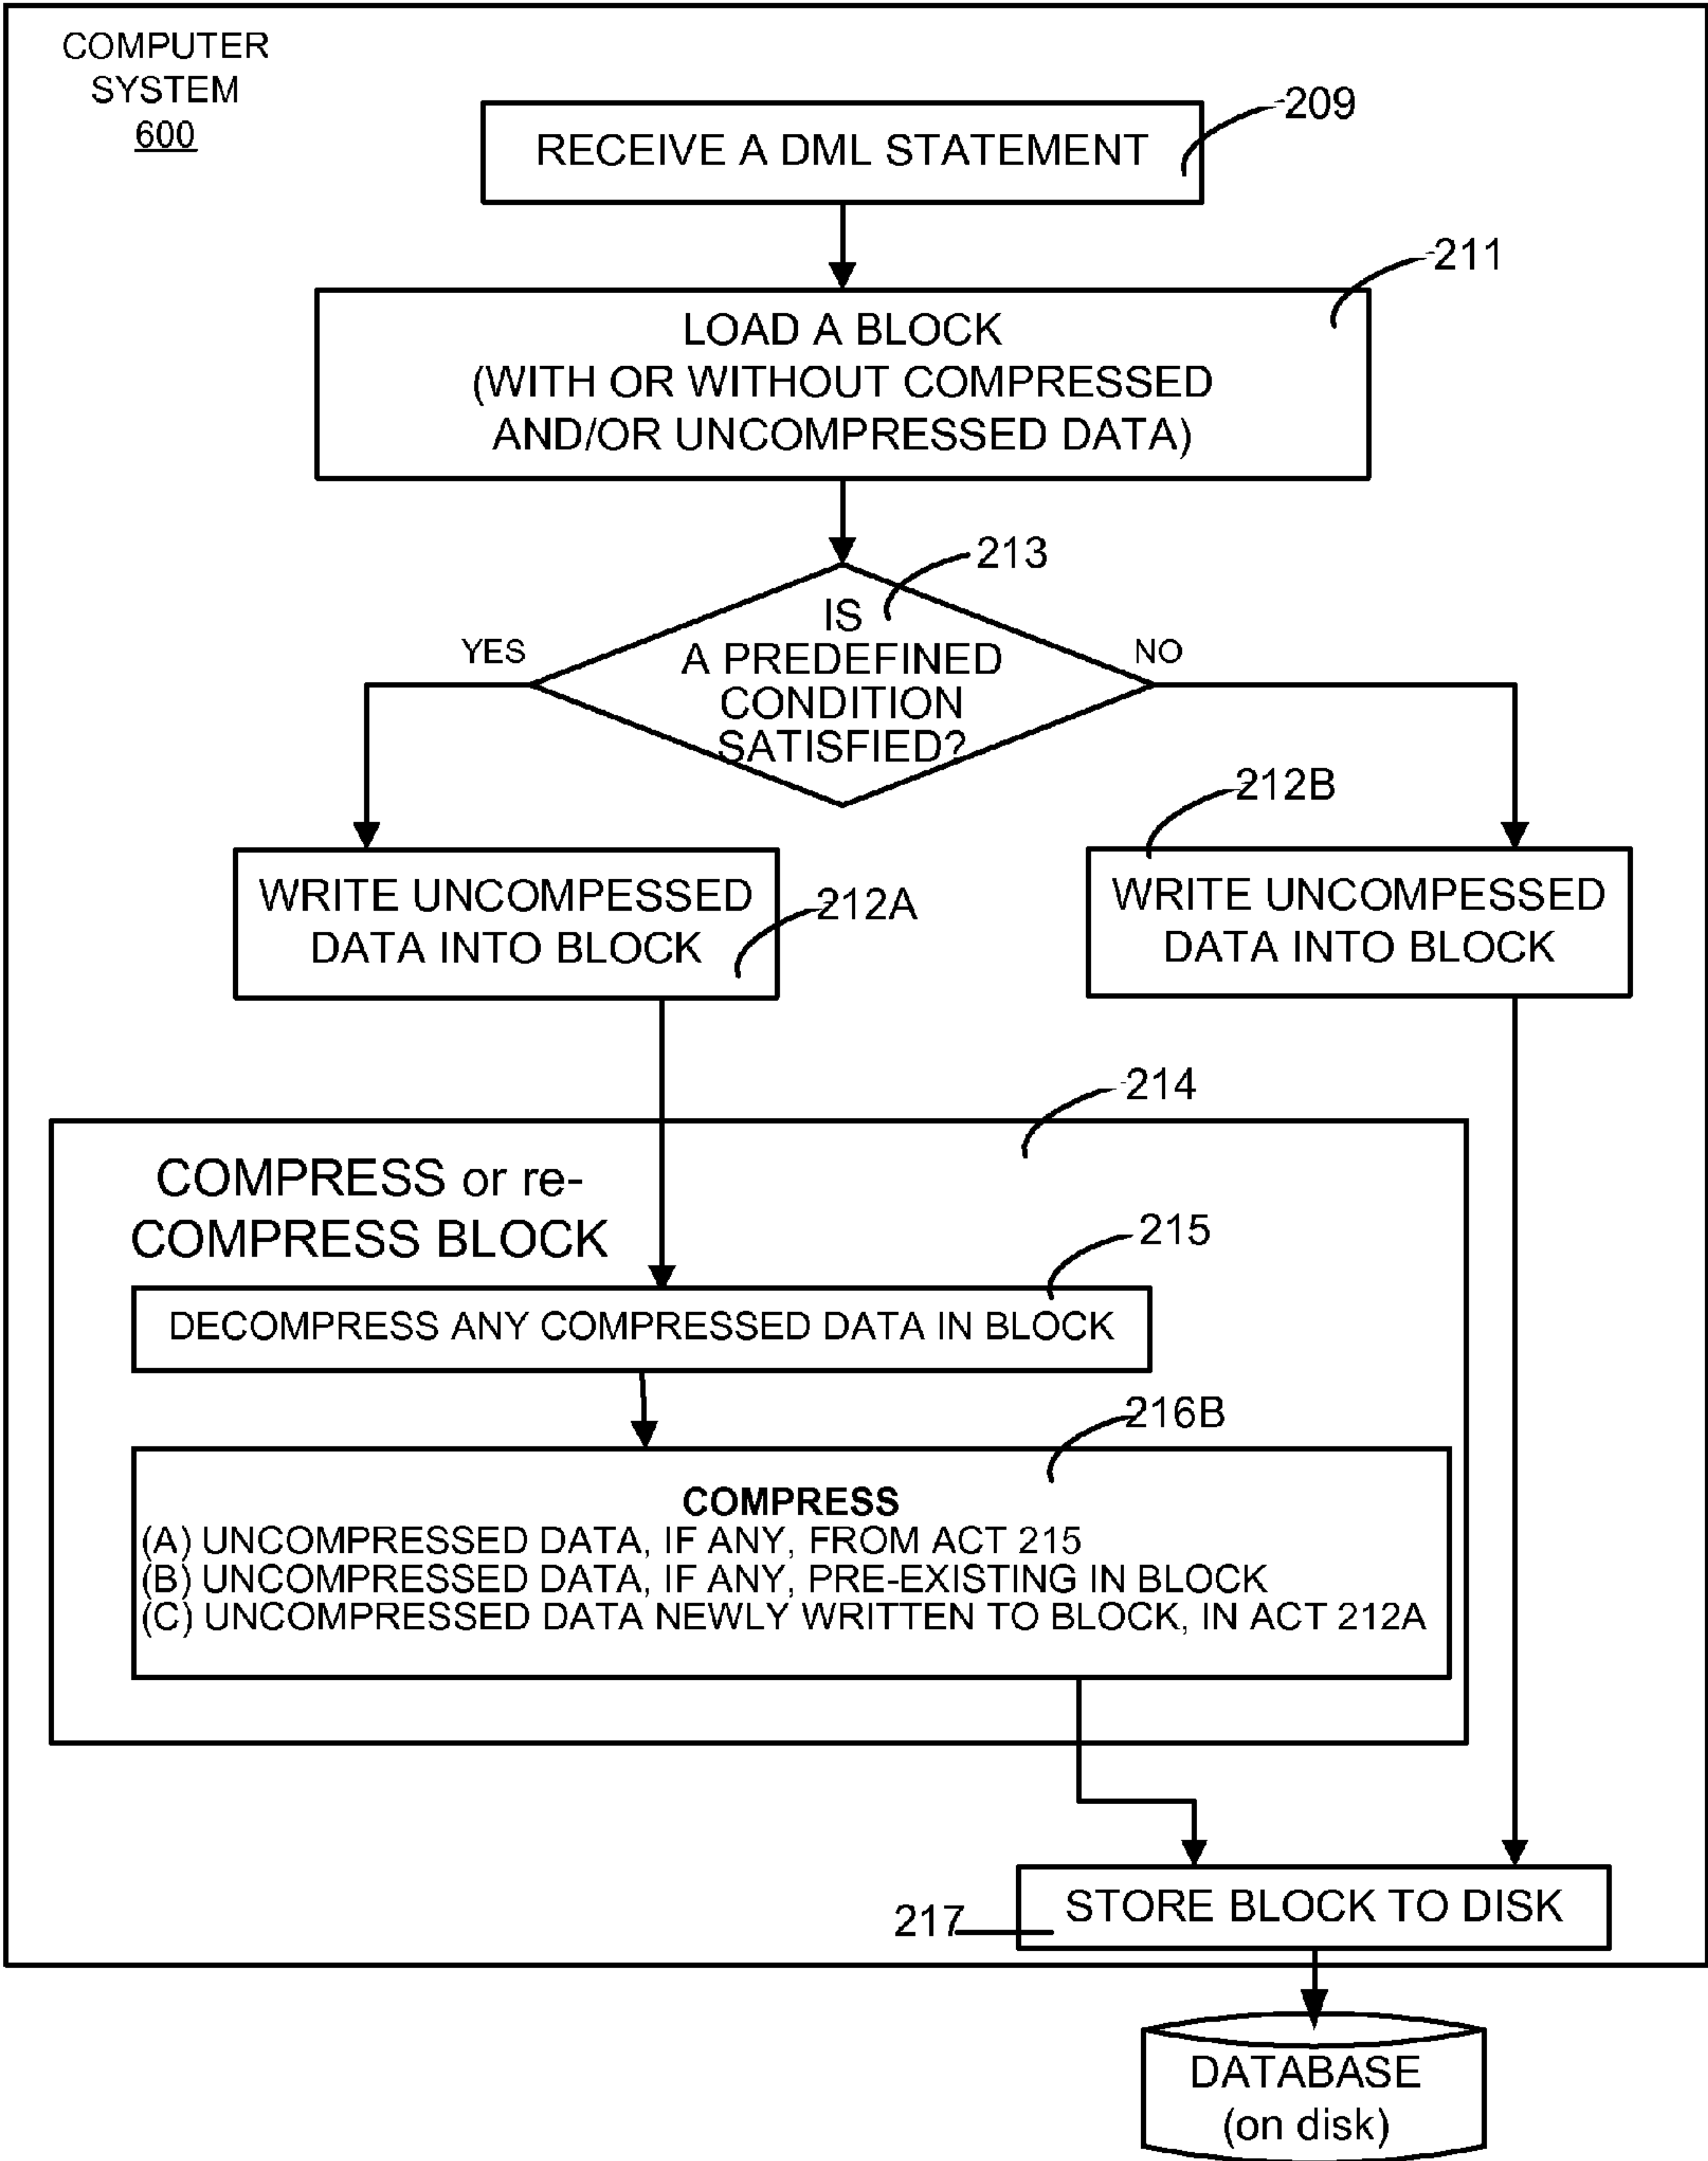 COMPUTER
SYSTEM
600
RECEIVE A DML STATEMENT
209
LOAD A BLOCK
(WITH OR WITHOUT COMPRESSED
AND/OR UNCOMPRESSED DATA)
211
IS
A PREDEFINED
CONDITION
SATISFIED?
213
YES
NO
WRITE UNCOMPESSED
DATA INTO BLOCK
212A
WRITE UNCOMPESSED
DATA INTO BLOCK
212B
214
COMPRESS or re-
COMPRESS BLOCK
215
DECOMPRESS ANY COMPRESSED DATA IN BLOCK
216B
COMPRESS
(A) UNCOMPRESSED DATA, IF ANY, FROM ACT 215
(B) UNCOMPRESSED DATA, IF ANY, PRE-EXISTING IN BLOCK
(C) UNCOMPRESSED DATA NEWLY WRITTEN TO BLOCK, IN ACT 212A
STORE BLOCK TO DISK
217
DATABASE
(on disk)